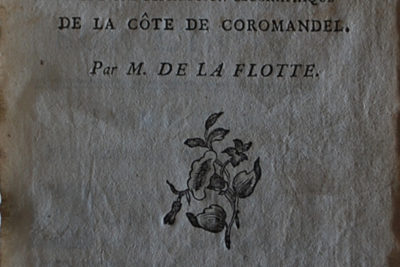 DE LA CÔTE DE COROMANDEL.
Par M. DE LA FLOTTE.